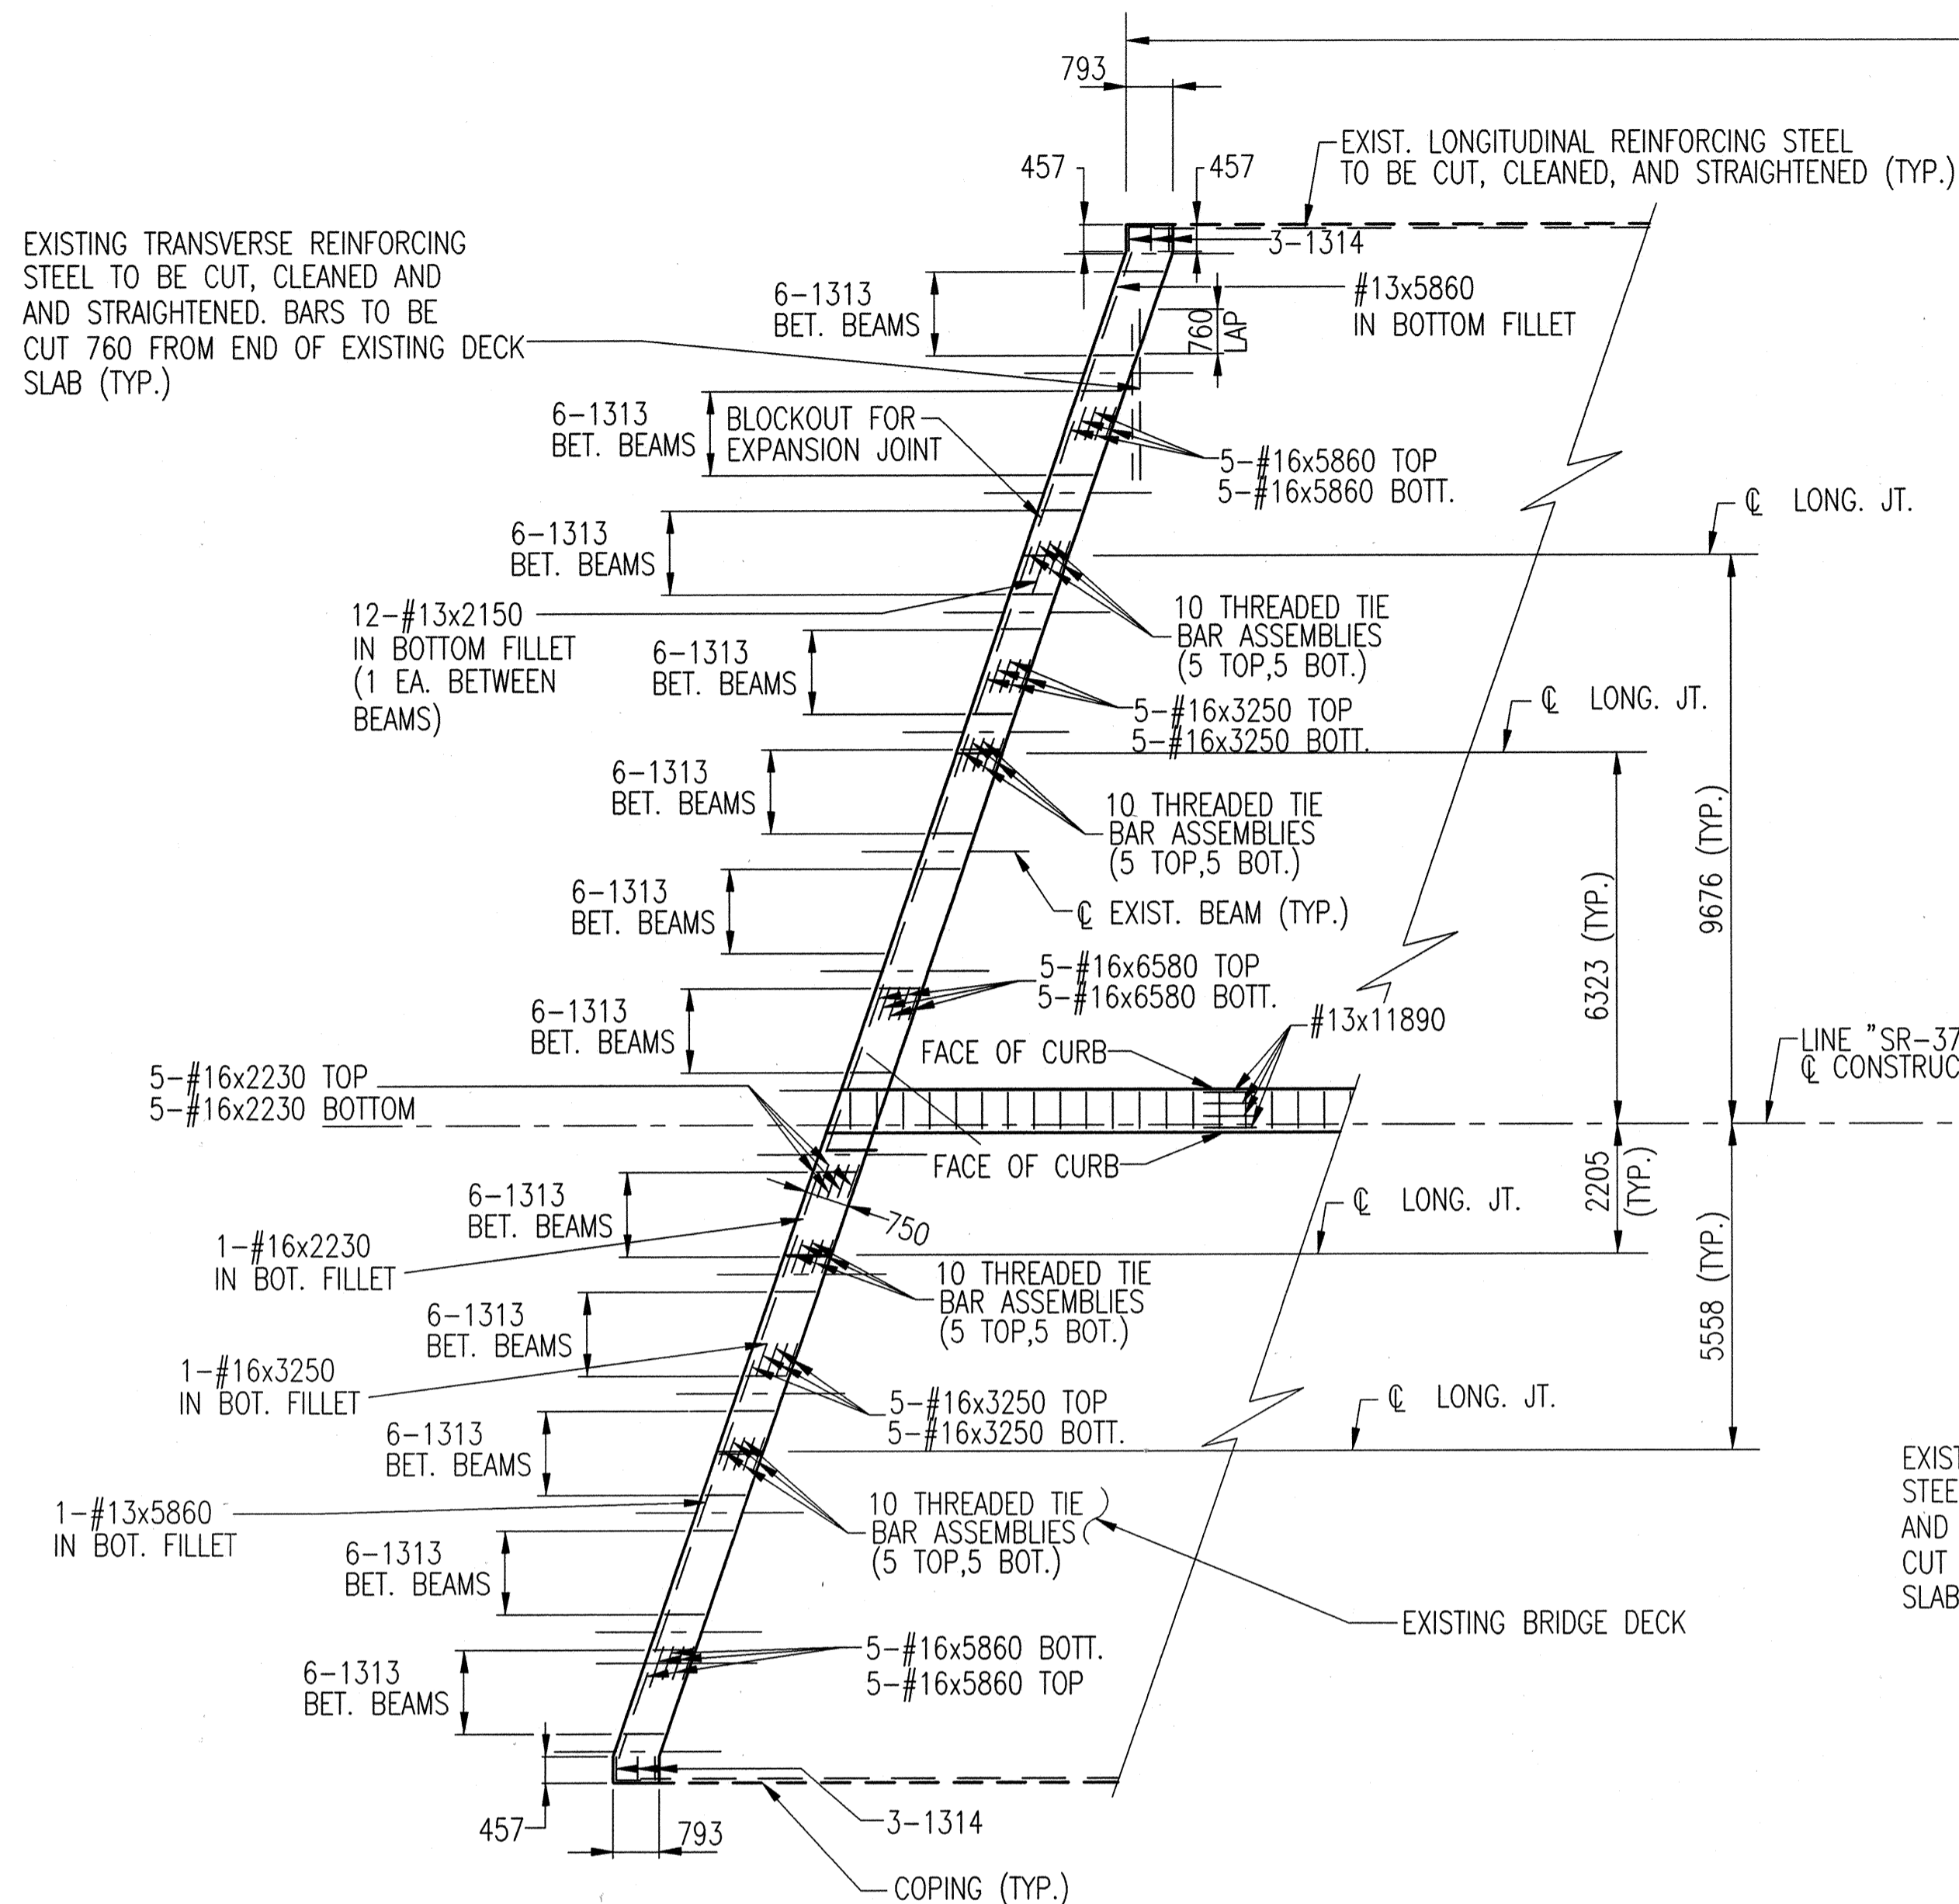 793
EXIST. LONGITUDINAL REINFORCING STEEL
TO BE CUT, CLEANED, AND STRAIGHTENED (TYP.)
457
457
3-1314
EXISTING TRANSVERSE REINFORCING
STEEL TO BE CUT, CLEANED AND
AND STRAIGHTENED. BARS TO BE
CUT 760 FROM END OF EXISTING DECK
SLAB (TYP.)
6-1313
BET. BEAMS
#13x5860
IN BOTTOM FILLET
760
LAP
6-1313
BET. BEAMS
BLOCKOUT FOR
EXPANSION JOINT
5-#16x5860 TOP
5-#16x5860 BOTT.
℄ LONG. JT.
6-1313
BET. BEAMS
12-#13x2150
IN BOTTOM FILLET
(1 EA. BETWEEN
BEAMS)
10 THREADED TIE
BAR ASSEMBLIES
(5 TOP,5 BOT.)
6-1313
BET. BEAMS
5-#16x3250 TOP
5-#16x3250 BOTT.
℄ LONG. JT.
6-1313
BET. BEAMS
10 THREADED TIE
BAR ASSEMBLIES
(5 TOP,5 BOT.)
9676 (TYP.)
6323 (TYP.)
6-1313
BET. BEAMS
℄ EXIST. BEAM (TYP.)
5-#16x6580 TOP
5-#16x6580 BOTT.
6-1313
BET. BEAMS
#13x11890
FACE OF CURB
LINE "SR-37
℄ CONSTRUC
5-#16x2230 TOP
5-#16x2230 BOTTOM
FACE OF CURB
2205
(TYP.)
6-1313
BET. BEAMS
750
℄ LONG. JT.
5558 (TYP.)
1-#16x2230
IN BOT. FILLET
10 THREADED TIE
BAR ASSEMBLIES
(5 TOP,5 BOT.)
6-1313
BET. BEAMS
1-#16x3250
IN BOT. FILLET
5-#16x3250 TOP
5-#16x3250 BOTT.
℄ LONG. JT.
6-1313
BET. BEAMS
EXIST
STEE
AND
CUT
SLAB
1-#13x5860
IN BOT. FILLET
10 THREADED TIE
BAR ASSEMBLIES
(5 TOP,5 BOT.)
6-1313
BET. BEAMS
EXISTING BRIDGE DECK
5-#16x5860 BOTT.
5-#16x5860 TOP
6-1313
BET. BEAMS
457
793
3-1314
COPING (TYP.)